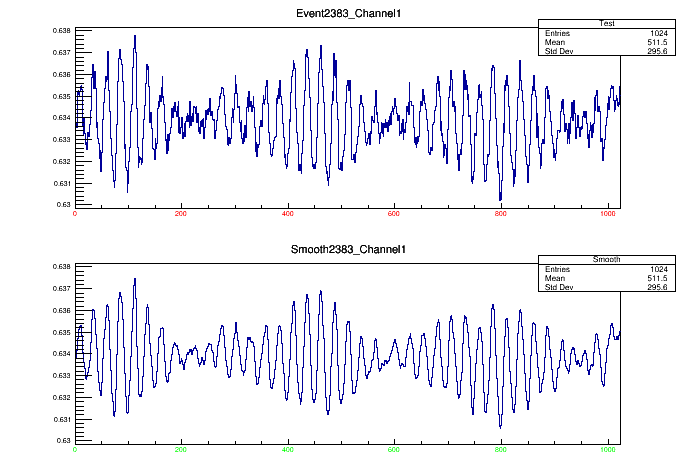 Event2383_Channel1
Test
Entries 1024
Mean 511.5
Std Dev 295.6
0.638
0.637
0.636
0.635
0.634
0.633
0.632
0.631
0.63
0 200 400 600 800 1000
Smooth2383_Channel1
Smooth
Entries 1024
Mean 511.5
Std Dev 295.6
0.638
0.637
0.636
0.635
0.634
0.633
0.632
0.631
0.63
0 200 400 600 800 1000